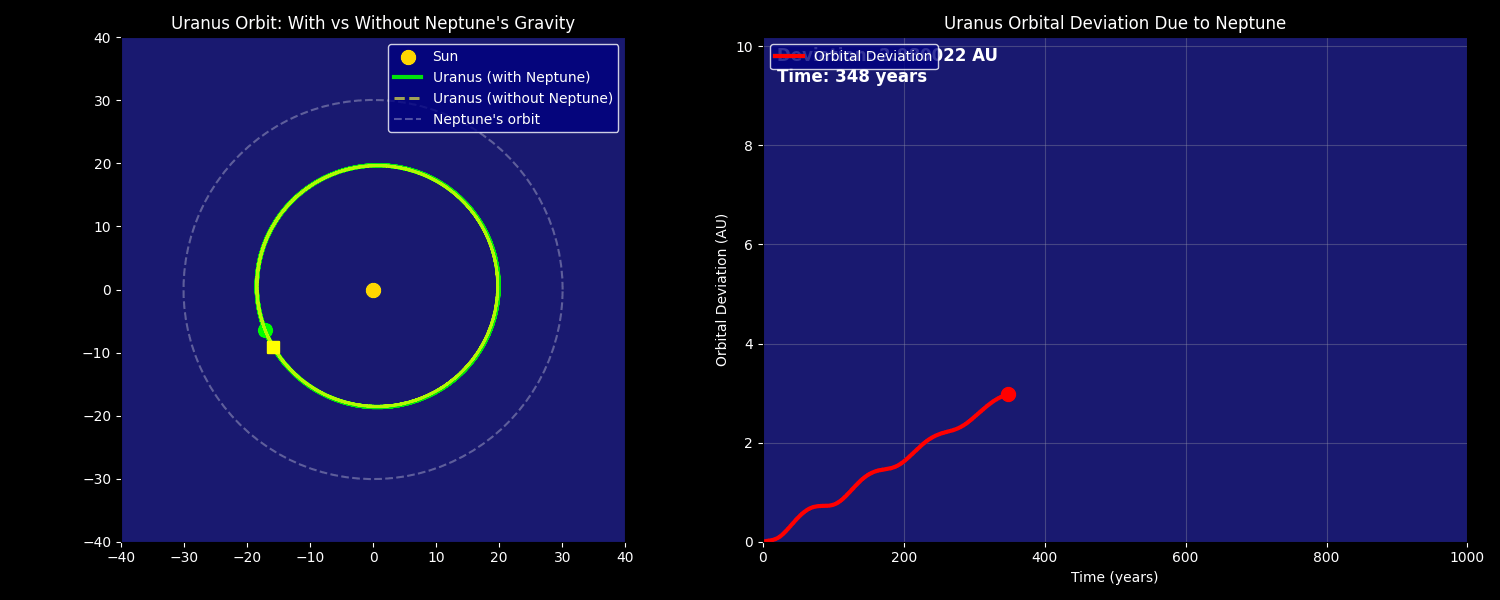 Uranus Orbit: With vs Without Neptune's Gravity
40
30
20
10
0
−10
−20
−30
−40
−40 −30 −20 −10 0 10 20 30 40
Sun
Uranus (with Neptune)
Uranus (without Neptune)
Neptune's orbit
Uranus Orbital Deviation Due to Neptune
Orbital Deviation (AU)
10
8
6
4
2
0
0 200 400 600 800 1000
Time (years)
Deviation: 022 AU
Orbital Deviation
Time: 348 years